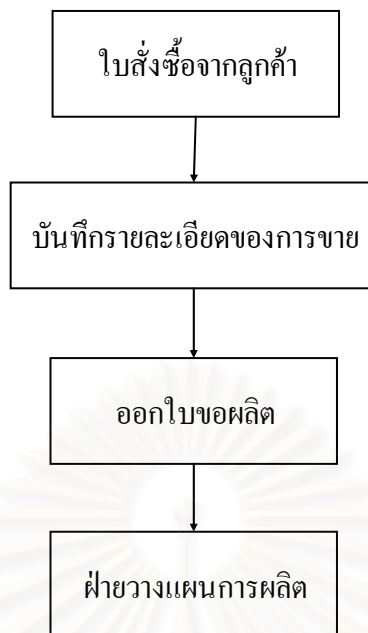 ใบสั่งซื้อจากลูกค้า
บันทึกรายละเอียดของการขาย
ออกใบขอผลิต
ฝ่ายวางแผนการผลิต